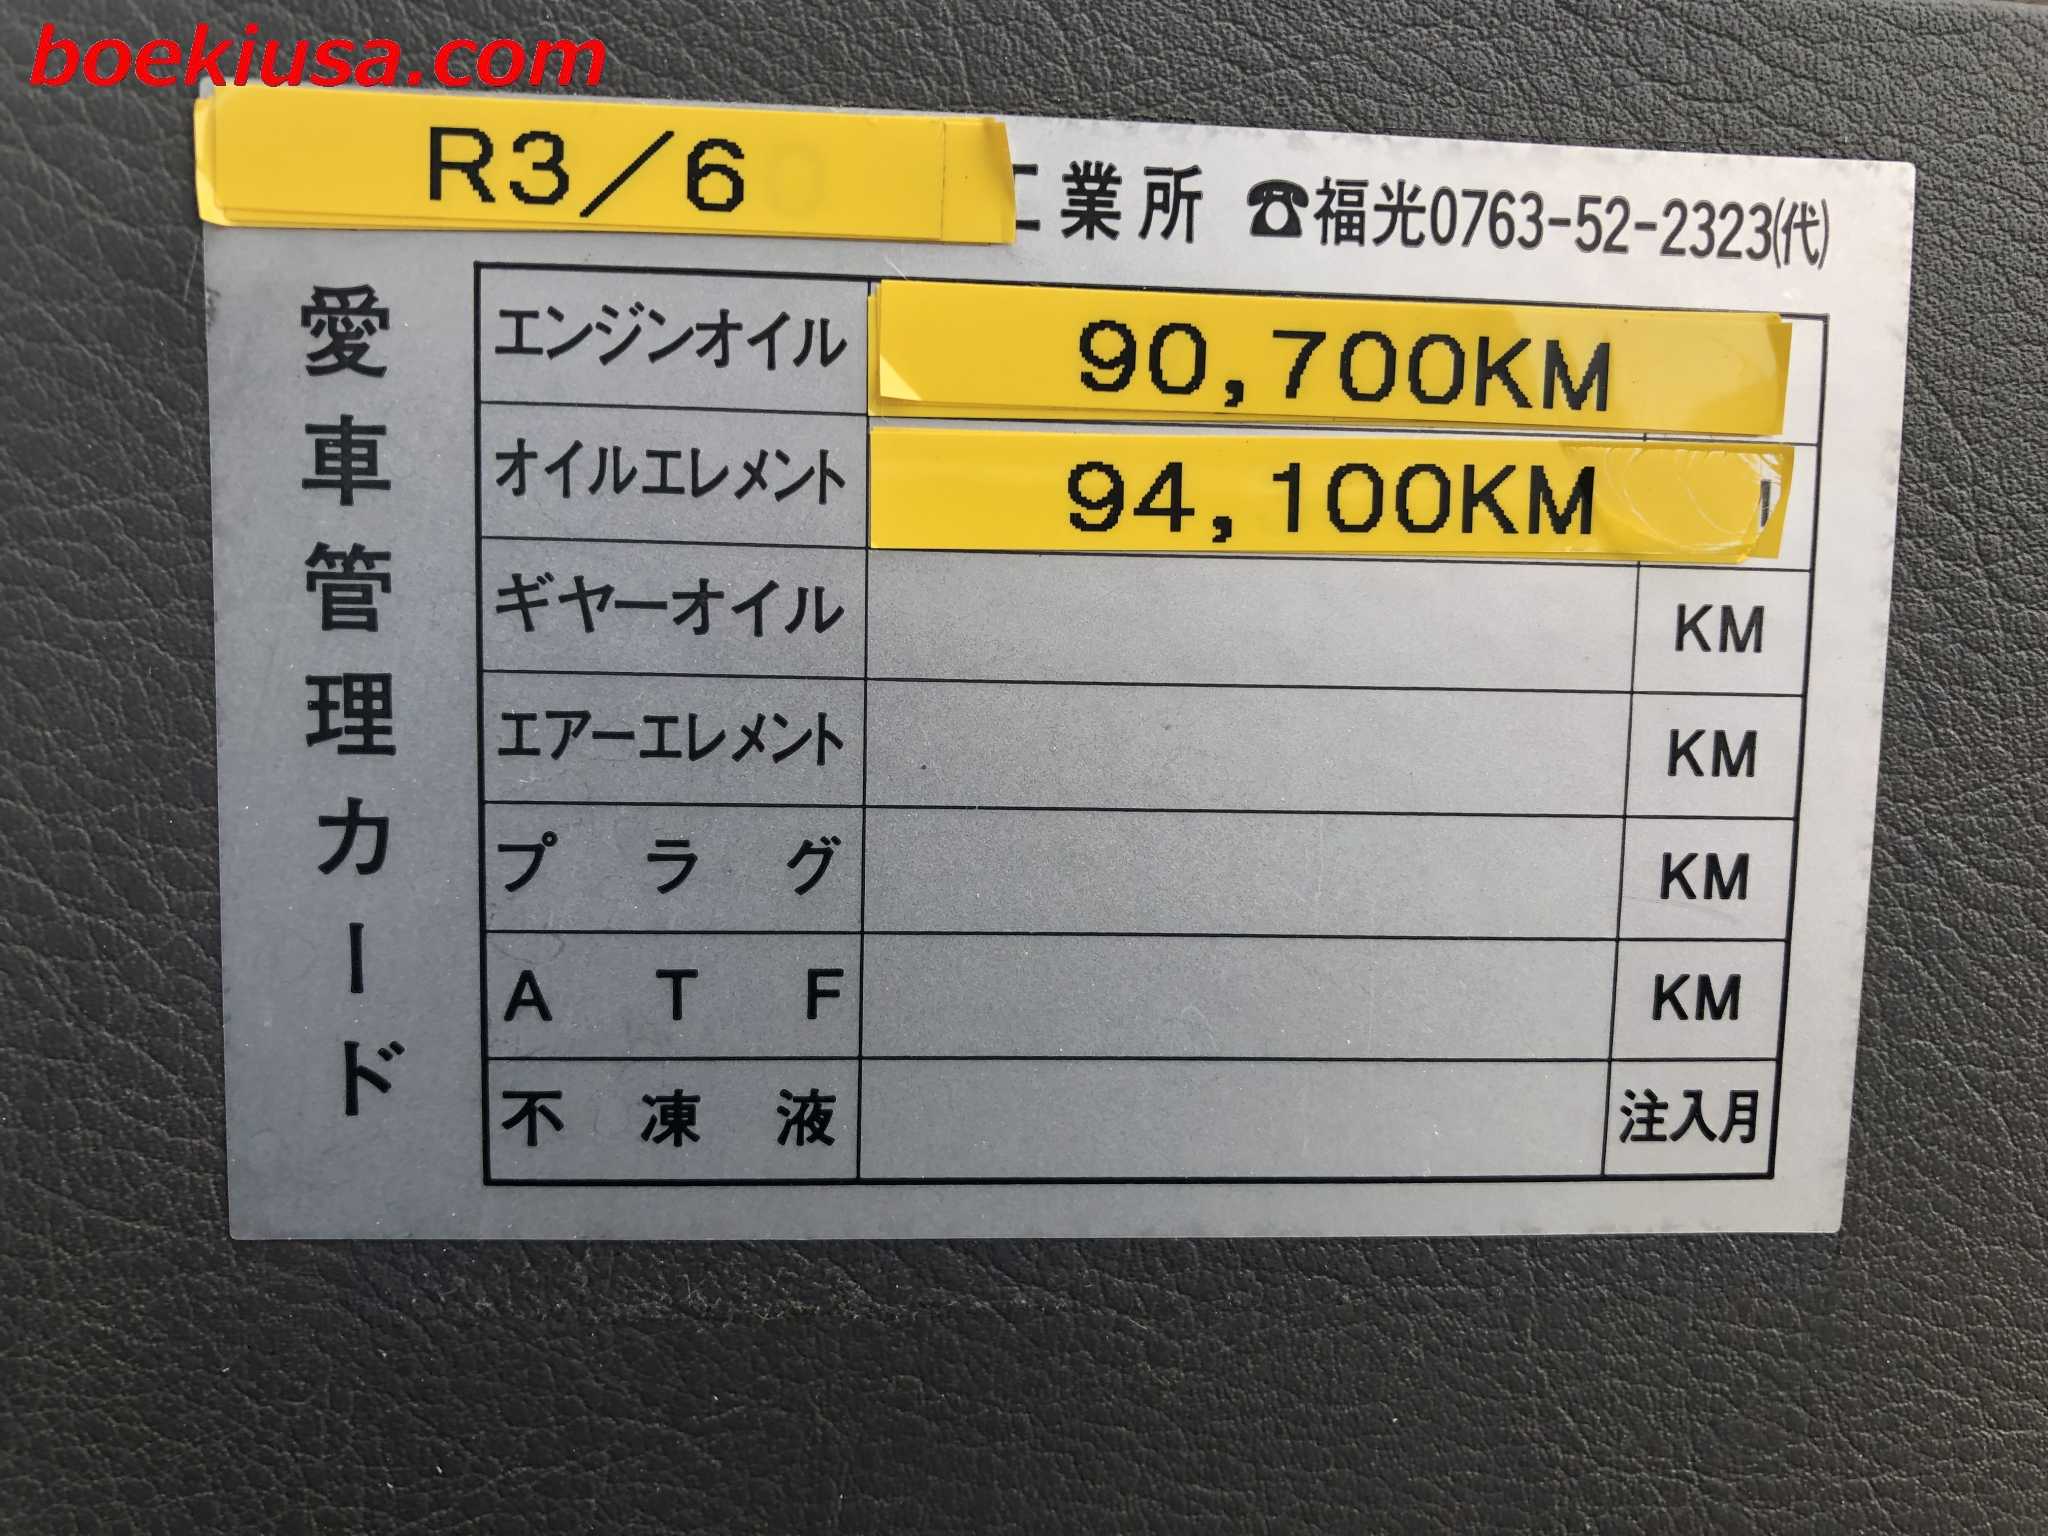 boekiusa.com
R3/6
業所 ☎福光0763-52-2323(代)
愛車管理カード
エンジンオイル 90,700KM
オイルエレメント 94,100KM
ギヤーオイル KM
エアーエレメント KM
プラグ KM
ATF KM
不凍液 注入月